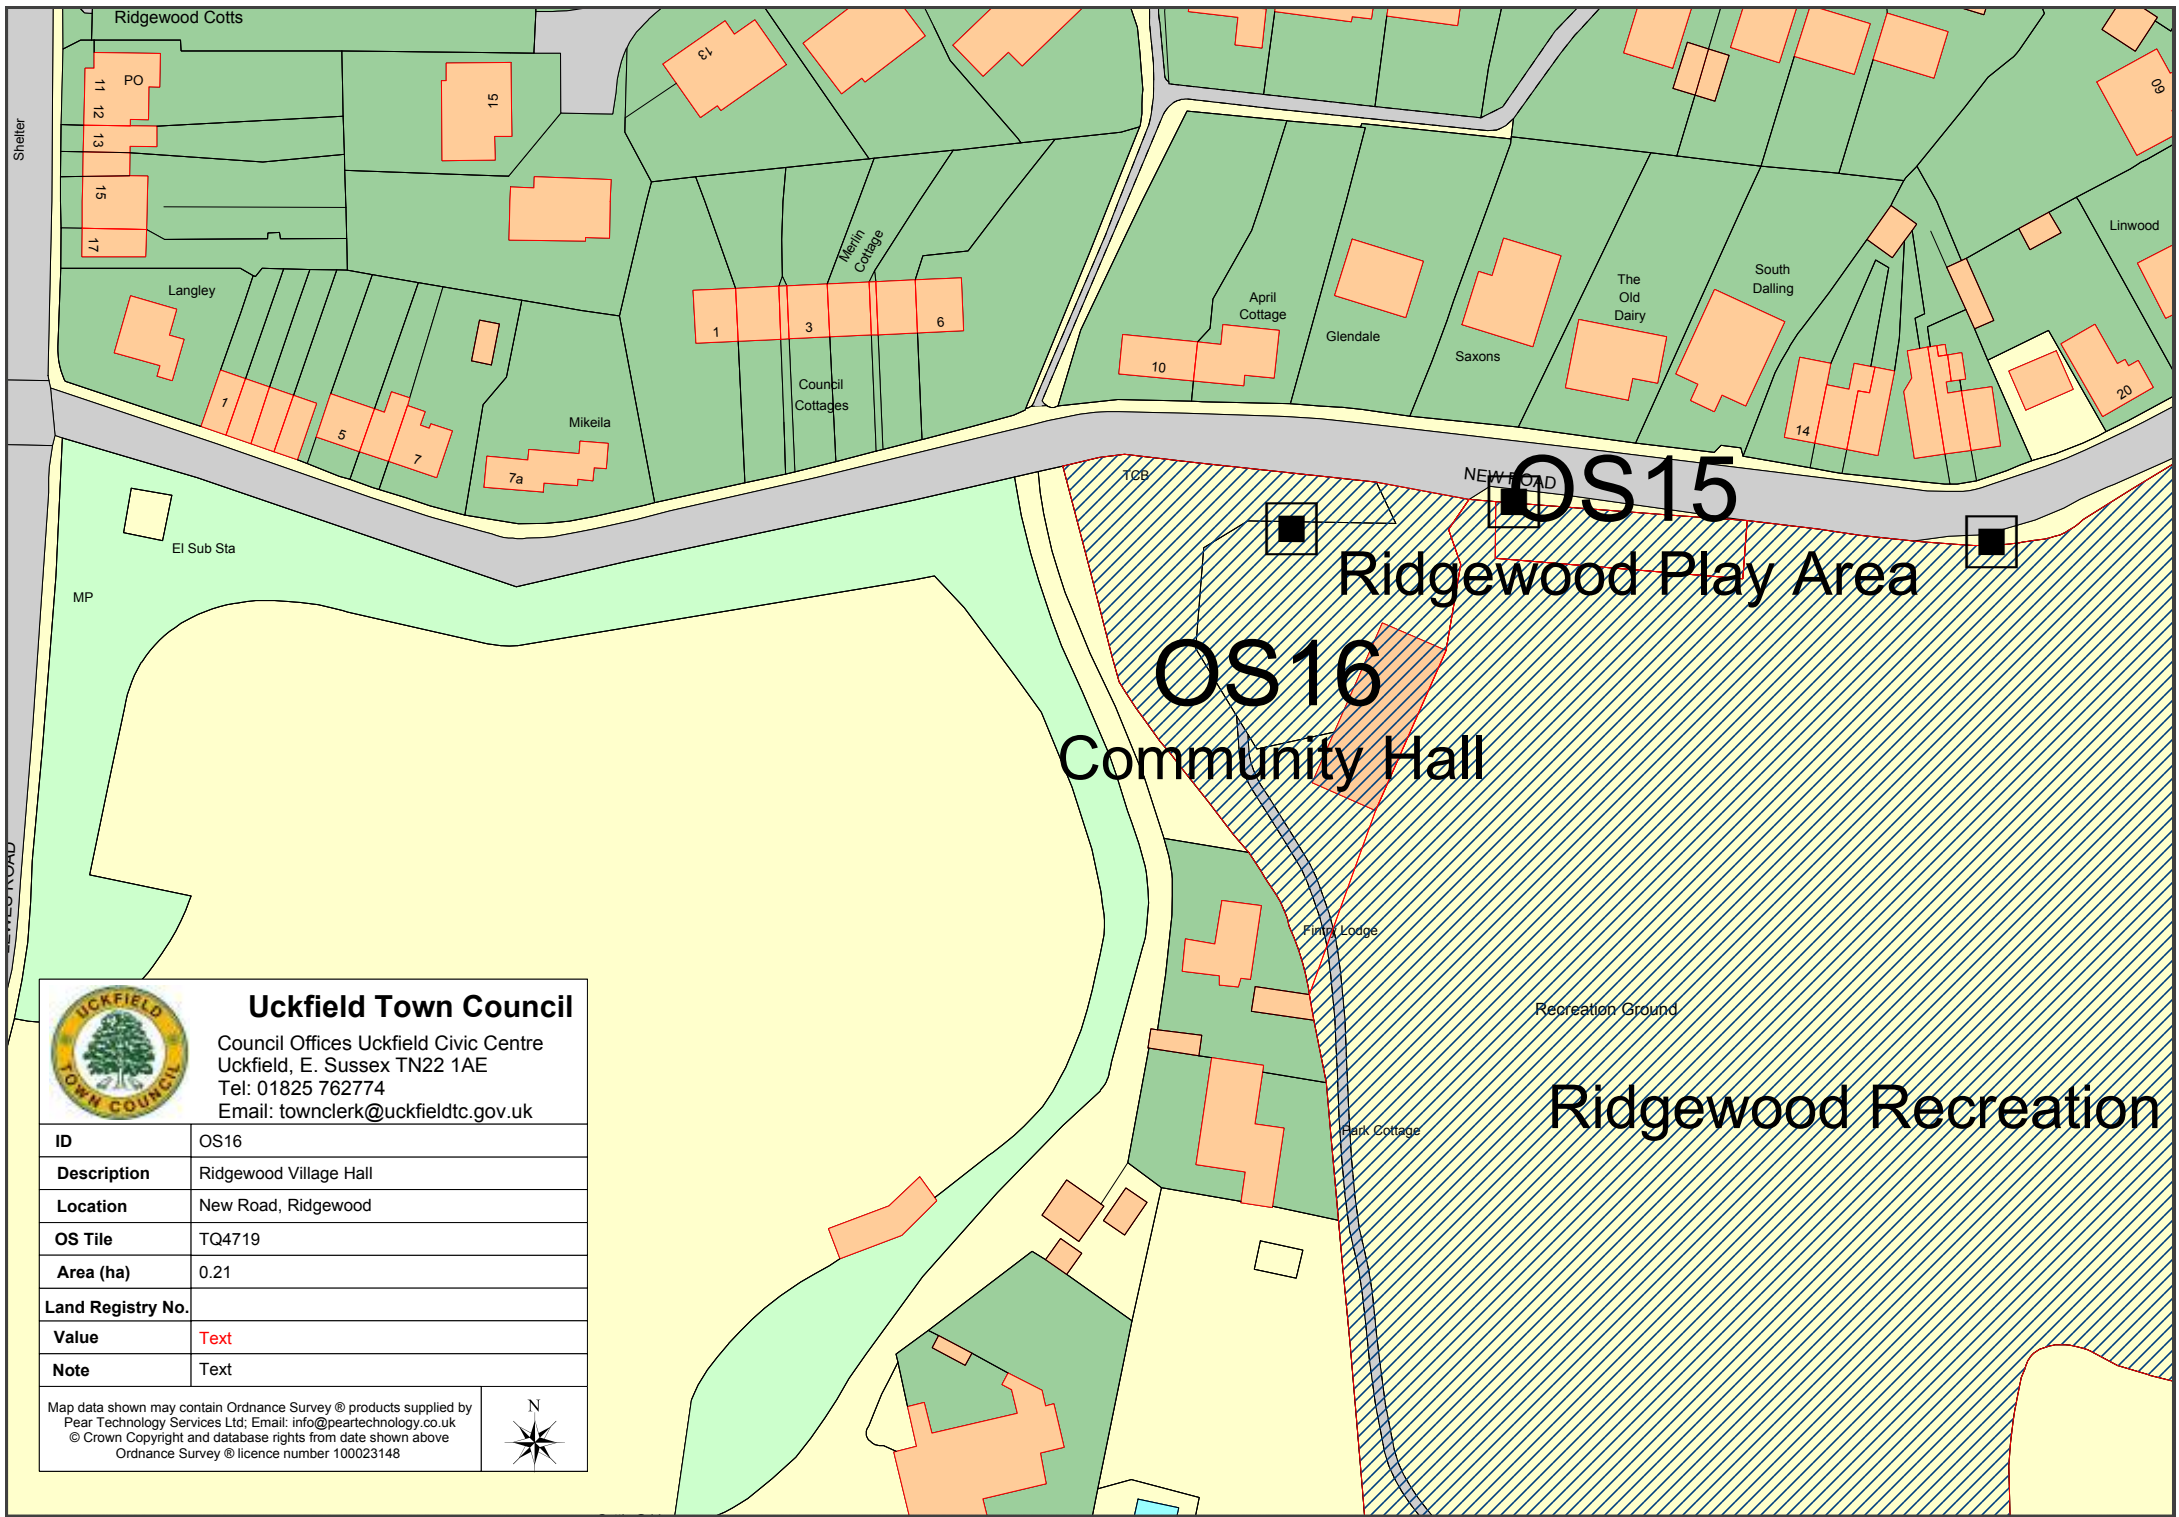 Ridgewood Cotts
PO
11
12
13
15
17
15
13
60
Shelter
Linwood
Merlin
Cottage
Langley
1
3
6
April
Cottage
Glendale
Saxons
The
Old
Dairy
South
Dalling
10
14
20
Council
Cottages
1
5
7
7a
Mikeila
TCB
NEW ROAD
OS15
Ridgewood Play Area
El Sub Sta
MP
OS16
Community Hall
Fintry Lodge
Recreation Ground
Ridgewood Recreation
Park Cottage
ROAD
UCKFIELD
TOWN COUNCIL
Uckfield Town Council
Council Offices Uckfield Civic Centre
Uckfield, E. Sussex TN22 1AE
Tel: 01825 762774
Email: townclerk@uckfieldtc.gov.uk
ID OS16
Description Ridgewood Village Hall
Location New Road, Ridgewood
OS Tile TQ4719
Area (ha) 0.21
Land Registry No.
Value Text
Note Text
Map data shown may contain Ordnance Survey ® products supplied by
Pear Technology Services Ltd; Email: info@peartechnology.co.uk
© Crown Copyright and database rights from date shown above
Ordnance Survey ® licence number 100023148
N